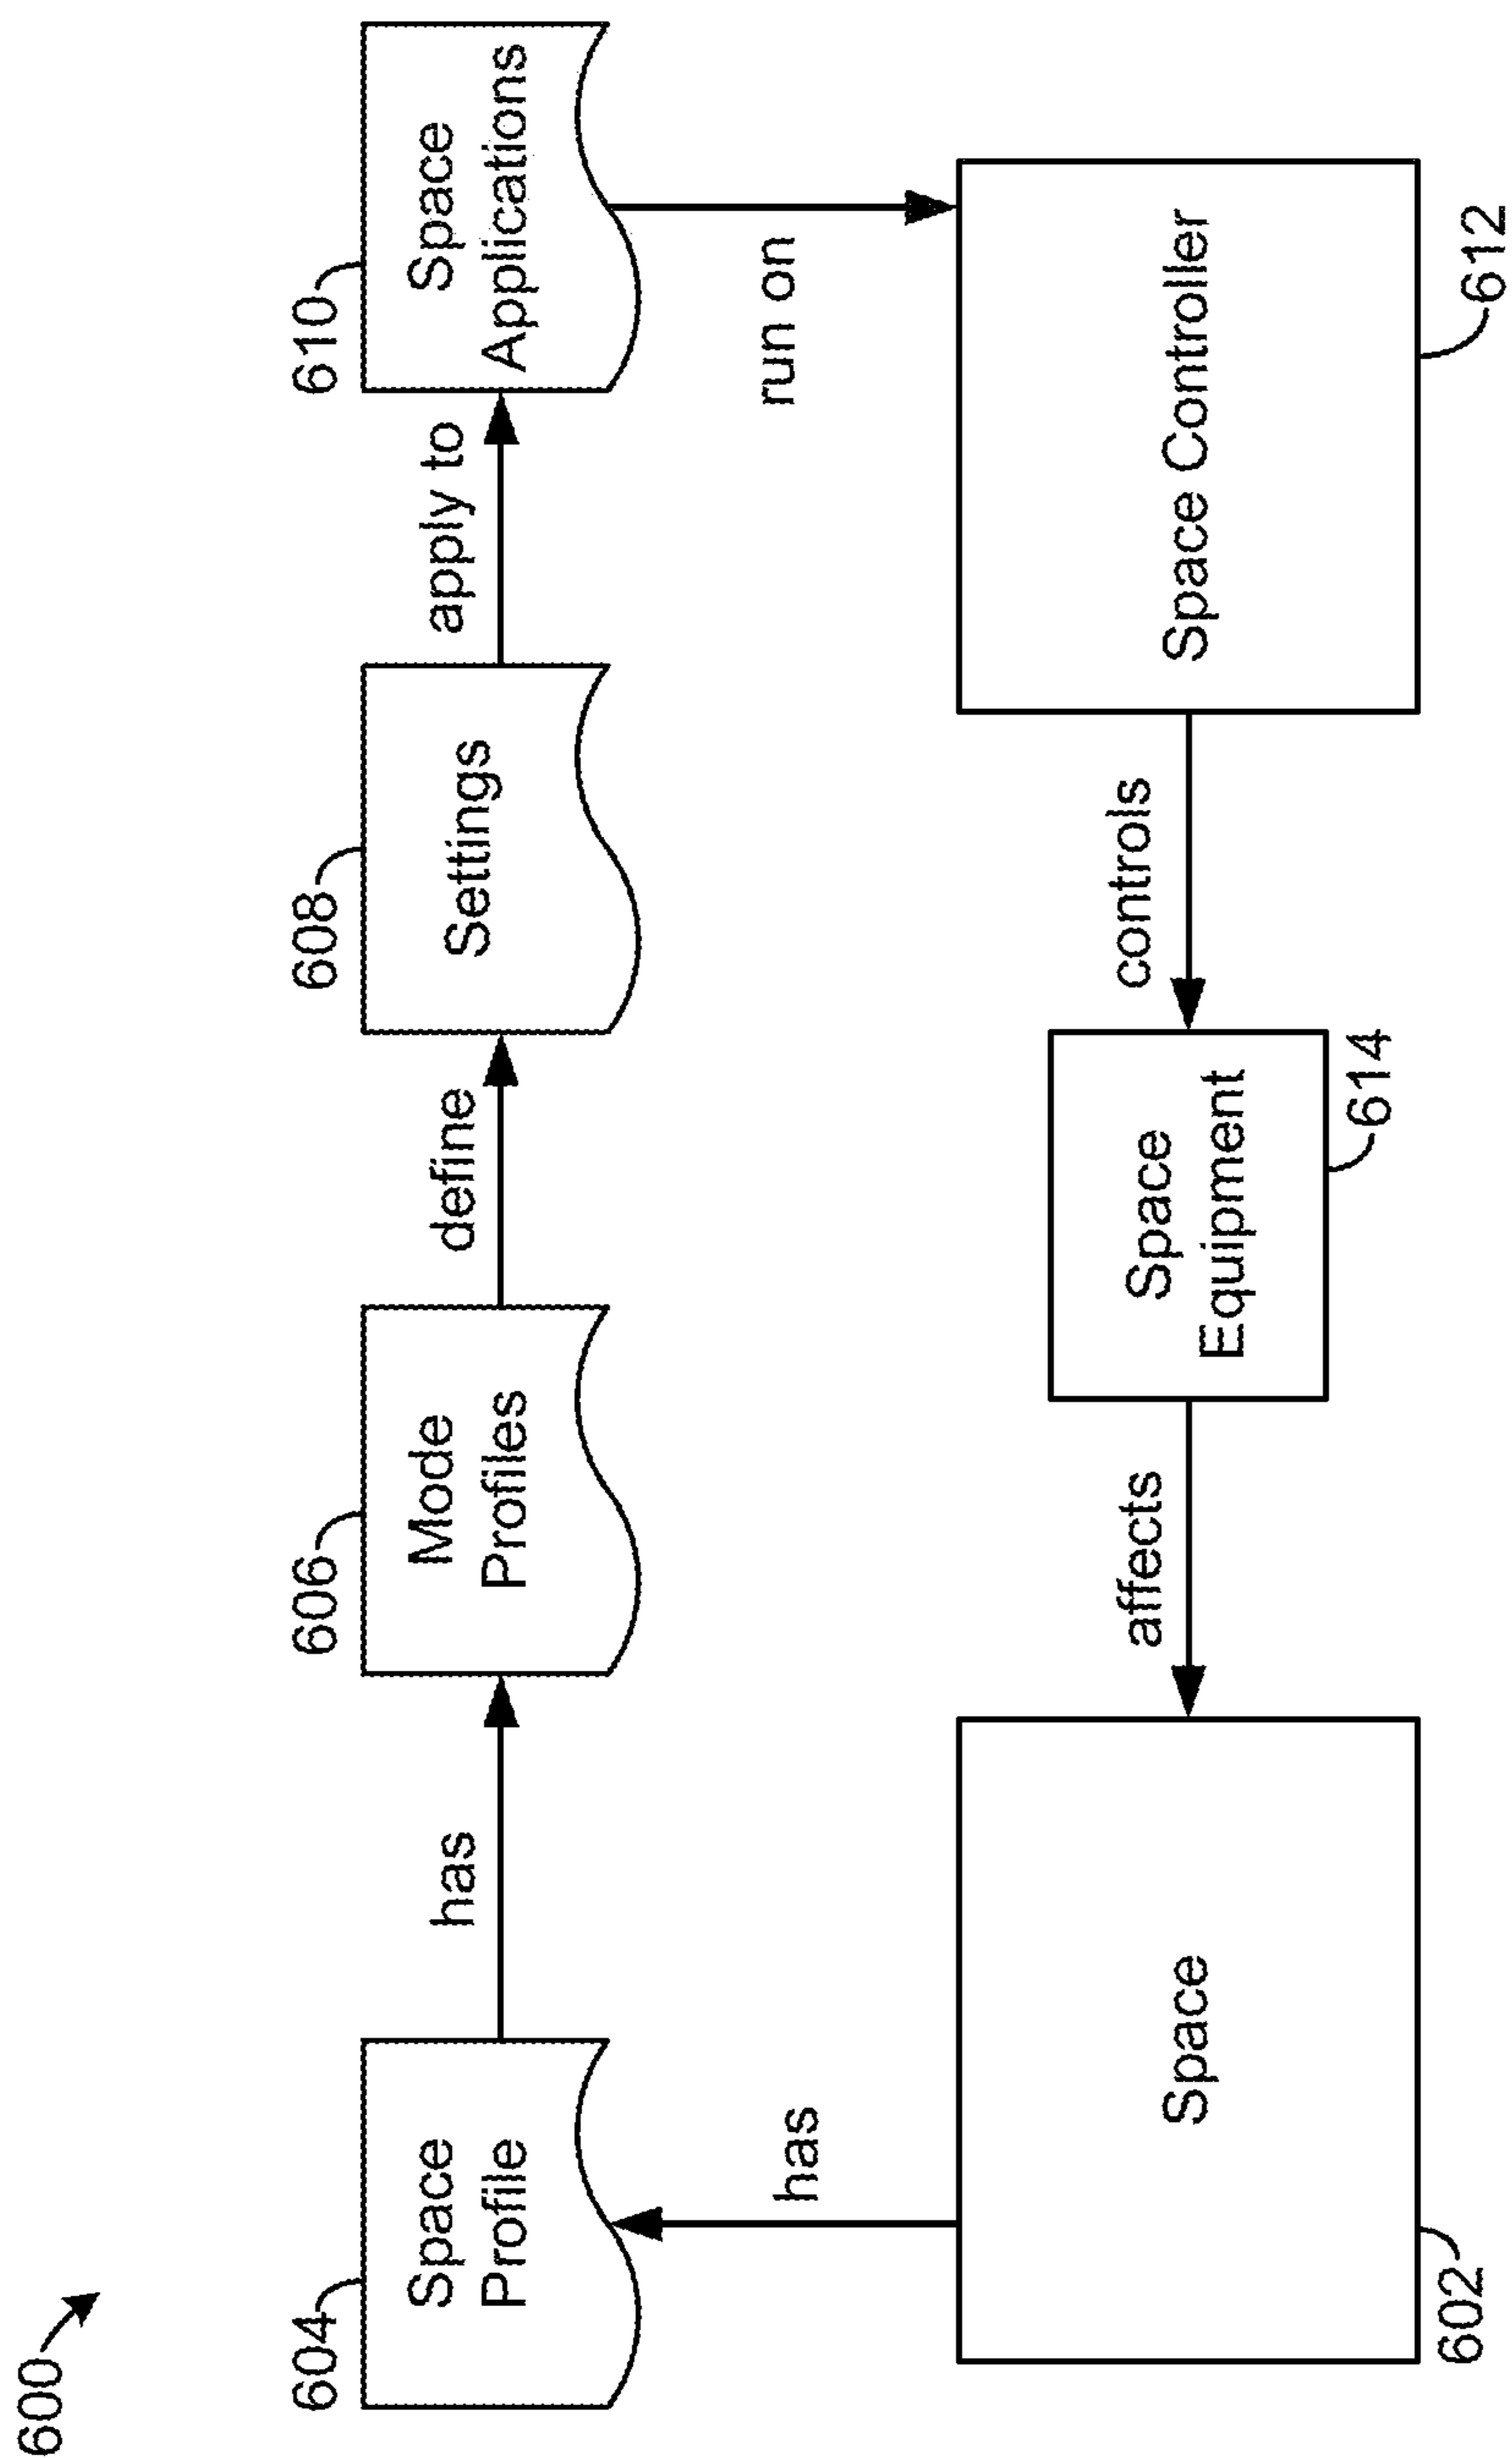 600
604
Space
Profile
has
606
Mode
Profiles
define
608
Settings
apply to
610
Space
Applications
has
run on
Space
602
affects
Space
Equipment
614
controls
Space Controller
612